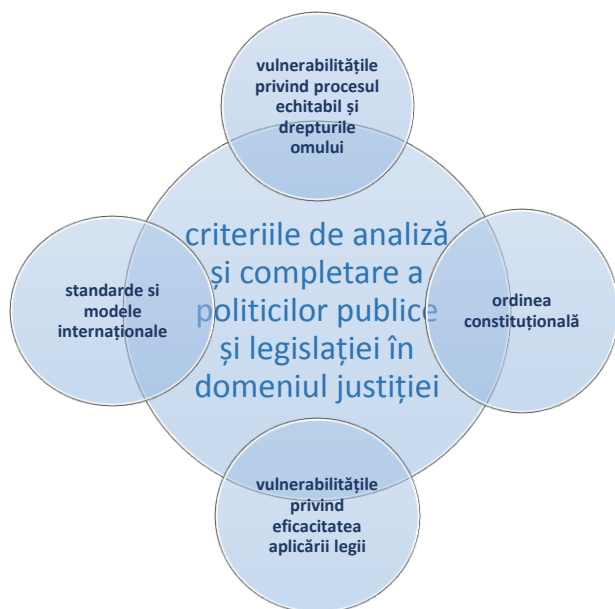 vulnerabilitățile
privind procesul
echitabil și
drepturile
omului
criteriile de analiză
și completare a
politicilor publice
și legislației în
domeniul justiției
standarde si
modele
internaționale
ordinea
constituțională
vulnerabilitățile
privind
eficacitatea
aplicării legii